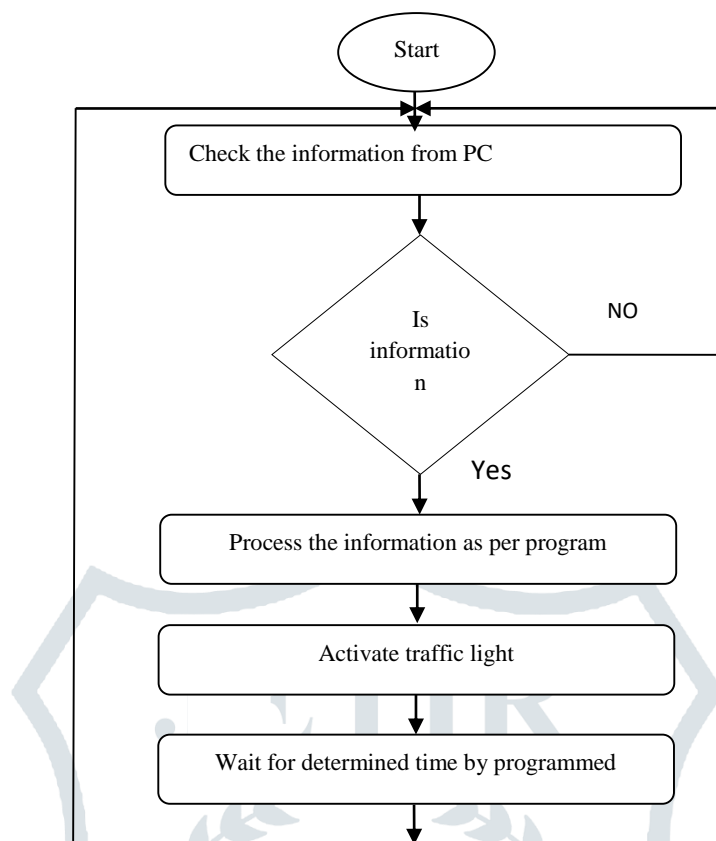 Start
Check the information from PC
Is
informatio
n
NO
Yes
Process the information as per program
Activate traffic light
Wait for determined time by programmed